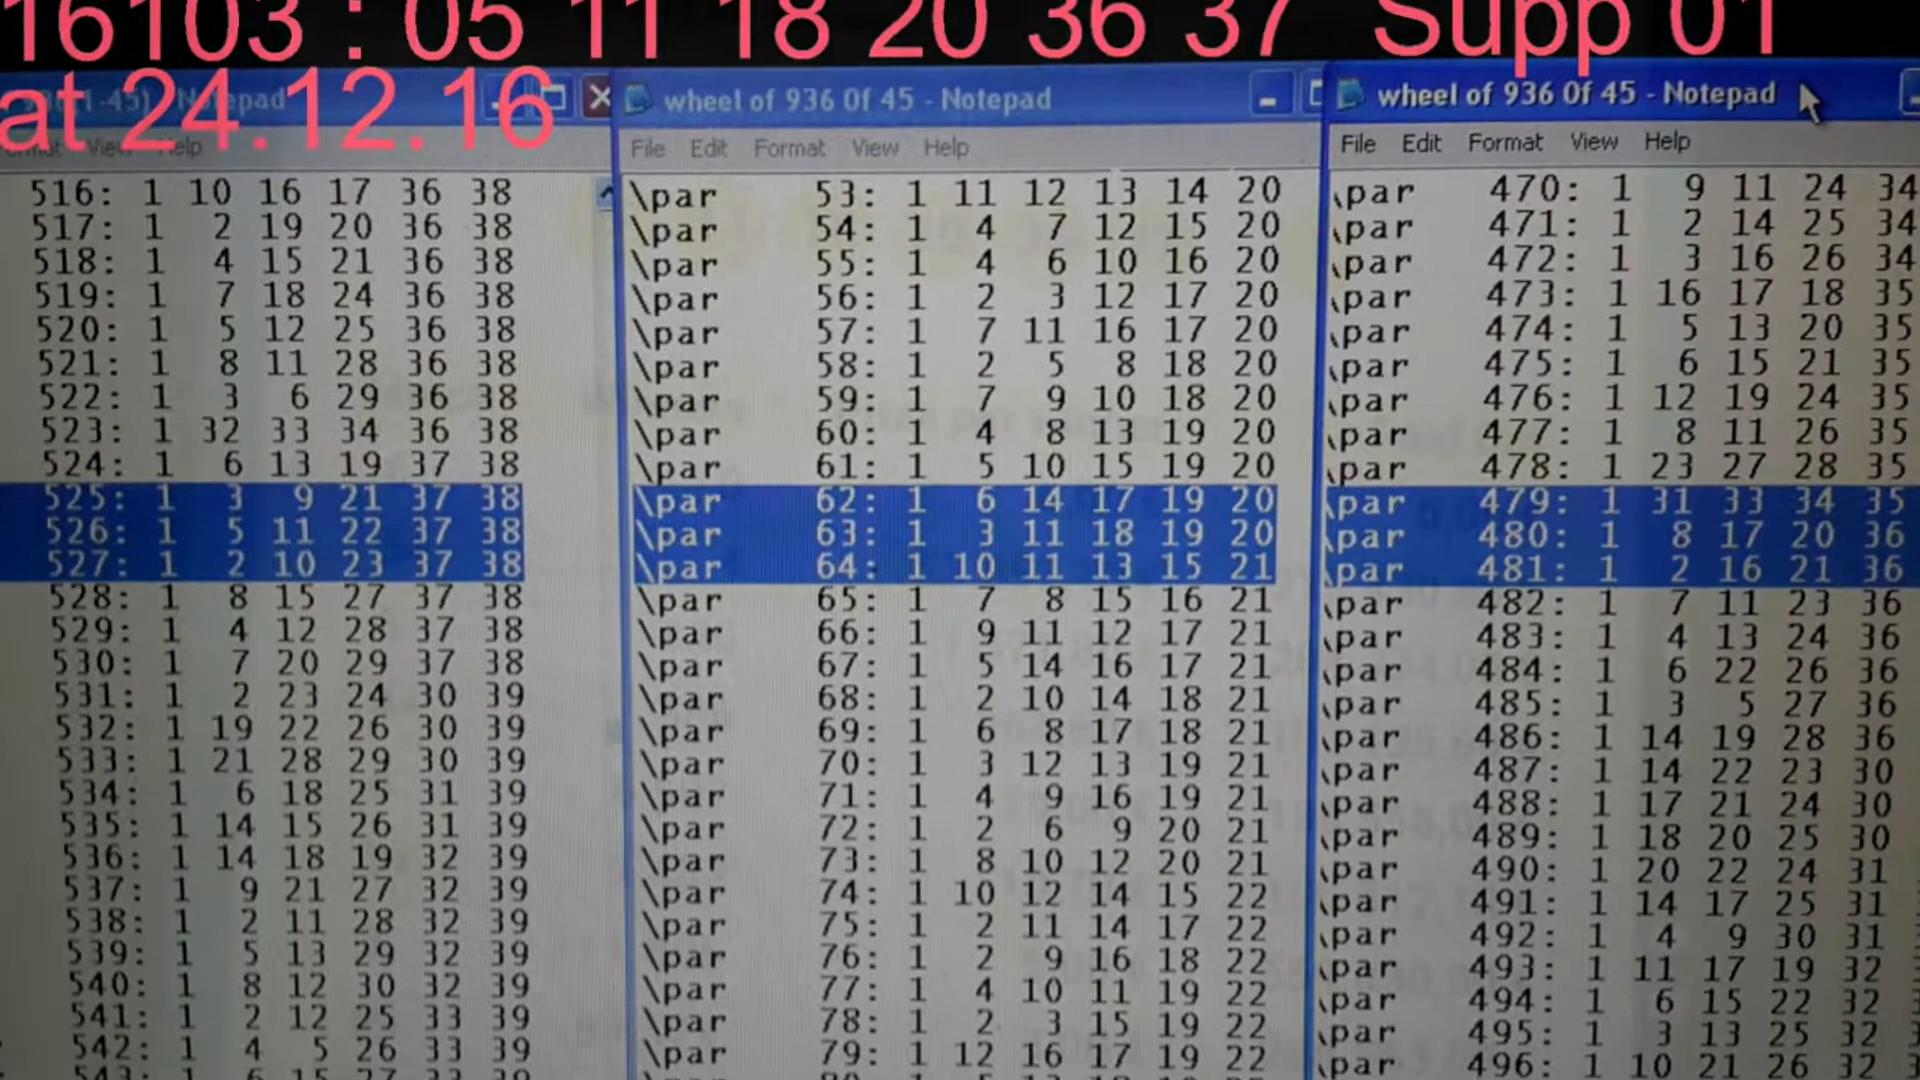 16103 : 05 11 18 20 36 37 Supp 01
at 24.12.16
-45) Notepad
Format View Help
516: 1 10 16 17 36 38
517: 1 2 19 20 36 38
518: 1 4 15 21 36 38
519: 1 7 18 24 36 38
520: 1 5 12 25 36 38
521: 1 8 11 28 36 38
522: 1 3 6 29 36 38
523: 1 32 33 34 36 38
524: 1 6 13 19 37 38
525: 1 3 9 21 37 38
526: 1 5 11 22 37 38
527: 1 2 10 23 37 38
528: 1 8 15 27 37 38
529: 1 4 12 28 37 38
530: 1 7 20 29 37 38
531: 1 2 23 24 30 39
532: 1 19 22 26 30 39
533: 1 21 28 29 30 39
534: 1 6 18 25 31 39
535: 1 14 15 26 31 39
536: 1 14 18 19 32 39
537: 1 9 21 27 32 39
538: 1 2 11 28 32 39
539: 1 5 13 29 32 39
540: 1 8 12 30 32 39
541: 1 2 12 25 33 39
542: 1 4 5 26 33 39
543: 1 6 15 27 33 39
wheel of 936 Of 45 - Notepad
File Edit Format View Help
\par 53: 1 11 12 13 14 20
\par 54: 1 4 7 12 15 20
\par 55: 1 4 6 10 16 20
\par 56: 1 2 3 12 17 20
\par 57: 1 7 11 16 17 20
\par 58: 1 2 5 8 18 20
\par 59: 1 7 9 10 18 20
\par 60: 1 4 8 13 19 20
\par 61: 1 5 10 15 19 20
\par 62: 1 6 14 17 19 20
\par 63: 1 3 11 18 19 20
\par 64: 1 10 11 13 15 21
\par 65: 1 7 8 15 16 21
\par 66: 1 9 11 12 17 21
\par 67: 1 5 14 16 17 21
\par 68: 1 2 10 14 18 21
\par 69: 1 6 8 17 18 21
\par 70: 1 3 12 13 19 21
\par 71: 1 4 9 16 19 21
\par 72: 1 2 6 9 20 21
\par 73: 1 8 10 12 20 21
\par 74: 1 10 12 14 15 22
\par 75: 1 2 11 14 17 22
\par 76: 1 2 9 16 18 22
\par 77: 1 4 10 11 19 22
\par 78: 1 2 3 15 19 22
\par 79: 1 12 16 17 19 22
wheel of 936 Of 45 - Notepad
File Edit Format View Help
\par 470: 1 9 11 24 34
\par 471: 1 2 14 25 34
\par 472: 1 3 16 26 34
\par 473: 1 16 17 18 35
\par 474: 1 5 13 20 35
\par 475: 1 6 15 21 35
\par 476: 1 12 19 24 35
\par 477: 1 8 11 26 35
\par 478: 1 23 27 28 35
\par 479: 1 31 33 34 35
\par 480: 1 8 17 20 36
\par 481: 1 2 16 21 36
\par 482: 1 7 11 23 36
\par 483: 1 4 13 24 36
\par 484: 1 6 22 26 36
\par 485: 1 3 5 27 36
\par 486: 1 14 19 28 36
\par 487: 1 14 22 23 30
\par 488: 1 17 21 24 30
\par 489: 1 18 20 25 30
\par 490: 1 20 22 24 31
\par 491: 1 14 17 25 31
\par 492: 1 4 9 30 31
\par 493: 1 11 17 19 32
\par 494: 1 6 15 22 32
\par 495: 1 3 13 25 32
\par 496: 1 10 21 26 32